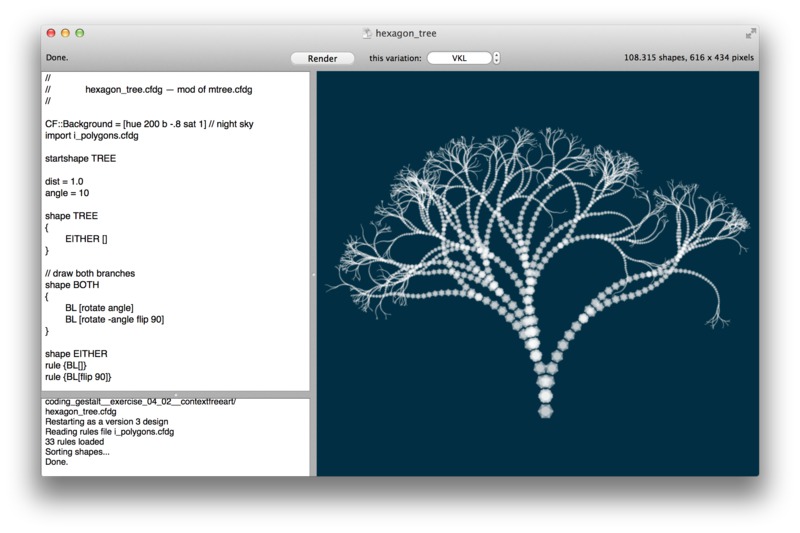 hexagon_tree
Done.
Render
this variation:
VKL
108.315 shapes, 616 x 434 pixels
//
// hexagon_tree.cfdg — mod of mtree.cfdg
//
CF::Background = [hue 200 b -.8 sat 1] // night sky
import i_polygons.cfdg
startshape TREE
dist = 1.0
angle = 10
shape TREE
{
EITHER []
}
// draw both branches
shape BOTH
{
BL [rotate angle]
BL [rotate -angle flip 90]
}
shape EITHER
rule {BL[]}
rule {BL[flip 90]}
coding_gestalt__exercise_04_02__contextfreeart/
hexagon_tree.cfdg
Restarting as a version 3 design
Reading rules file i_polygons.cfdg
33 rules loaded
Sorting shapes...
Done.